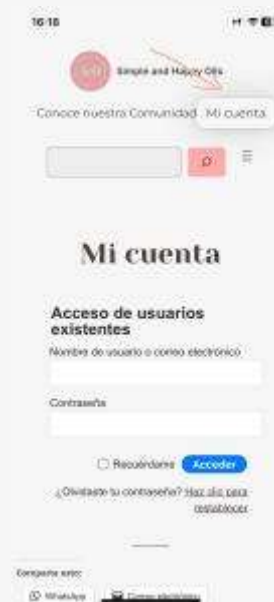 16:18
Simple and Happy Oils
Conoce nuestra Comunidad Mi cuenta
Mi cuenta
Acceso de usuarios
existentes
Nombre de usuario o correo electrónico
Contraseña
Recuérdame Acceder
¿Olvidaste tu contraseña? Haz clic para
restablecer
Comparte esto:
WhatsApp Correo electrónico